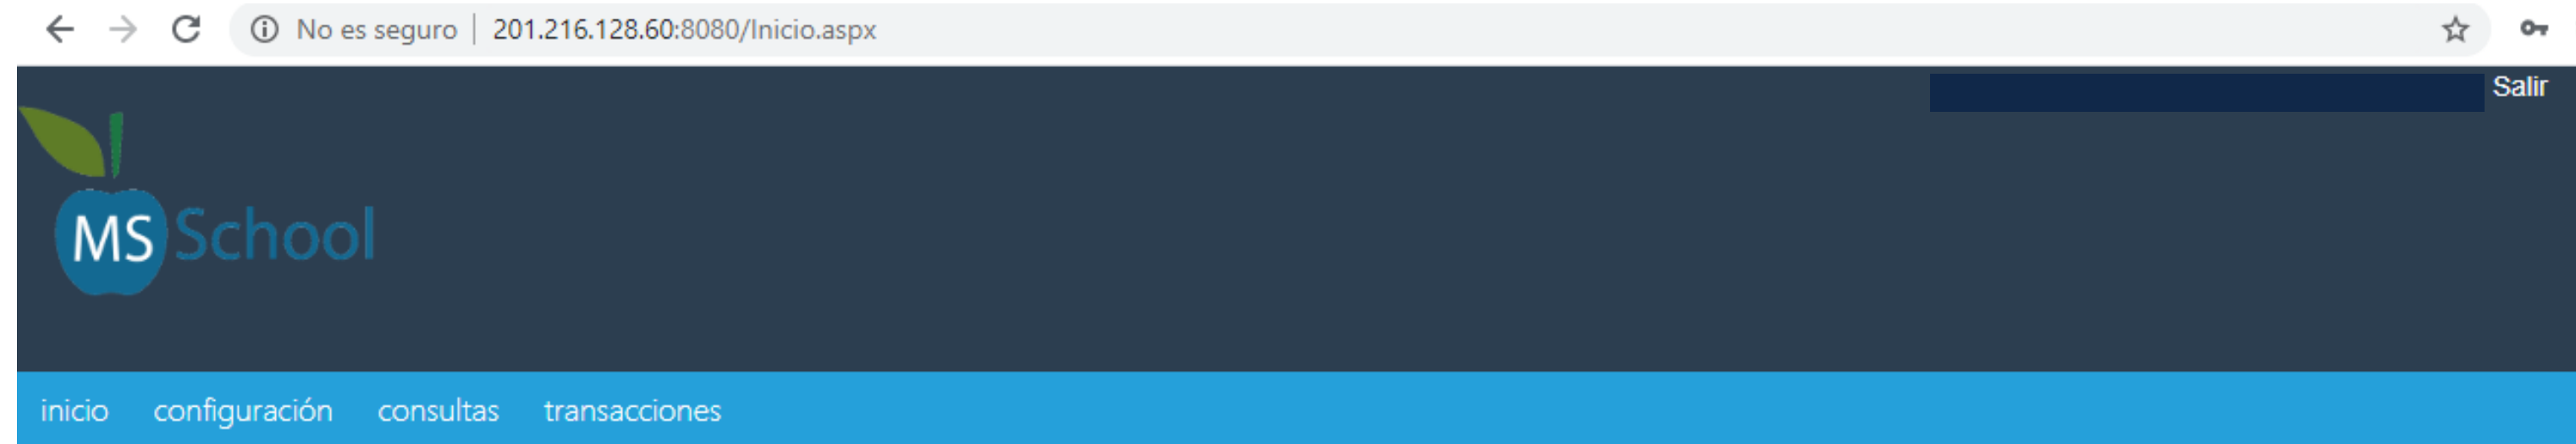 No es seguro | 201.216.128.60:8080/Inicio.aspx
Salir
MS School
inicio configuración consultas transacciones